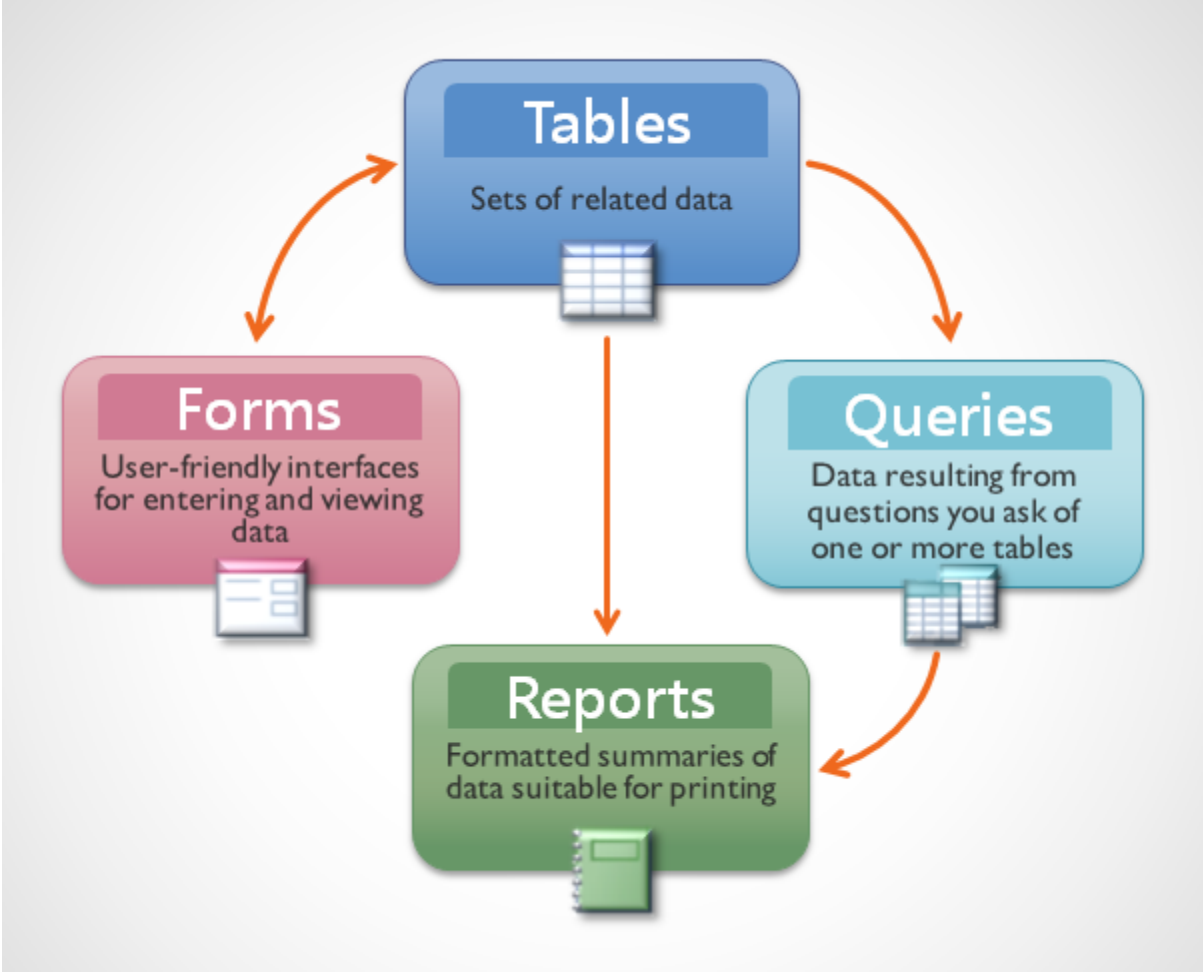 Tables
Sets of related data
Forms
User-friendly interfaces
for entering and viewing
data
Queries
Data resulting from
questions you ask of
one or more tables
Reports
Formatted summaries of
data suitable for printing